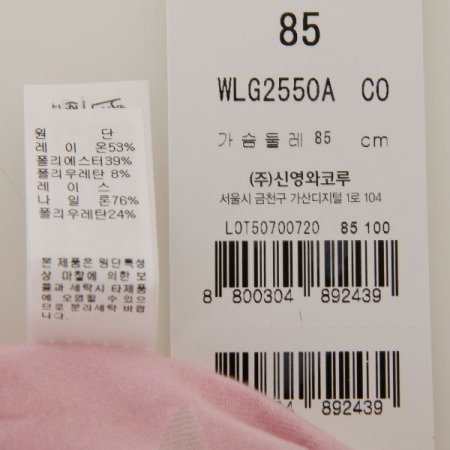 원 단
레 이 온53%
폴리에스터39%
폴리우레탄 8%
레 이 스
나 일 론76%
폴리우레탄24%
본 제품은 원단특성
상 마찰에 의한 보
풀과 세탁시 타제품
에 오염될 수 있으
므로 분리세탁 바랍
니다.
85
WLG2550A CO
가슴둘레 85 cm
(주)신영와코루
서울시 금천구 가산디지털 1로 104
LOT50700720 85 100
8 800304 892439
892439